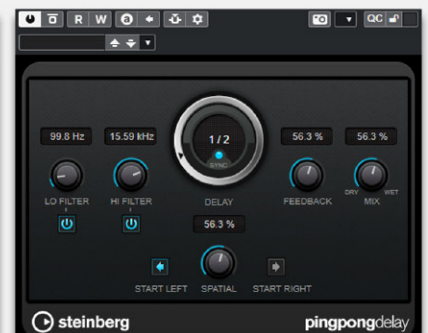 R W a QC
1/2
SYNC
99.8 Hz 15.59 kHz 56.3 % 56.3 %
DRY WET
LO FILTER HI FILTER DELAY FEEDBACK MIX
56.3 %
START LEFT SPATIAL START RIGHT
steinberg pingpongdelay